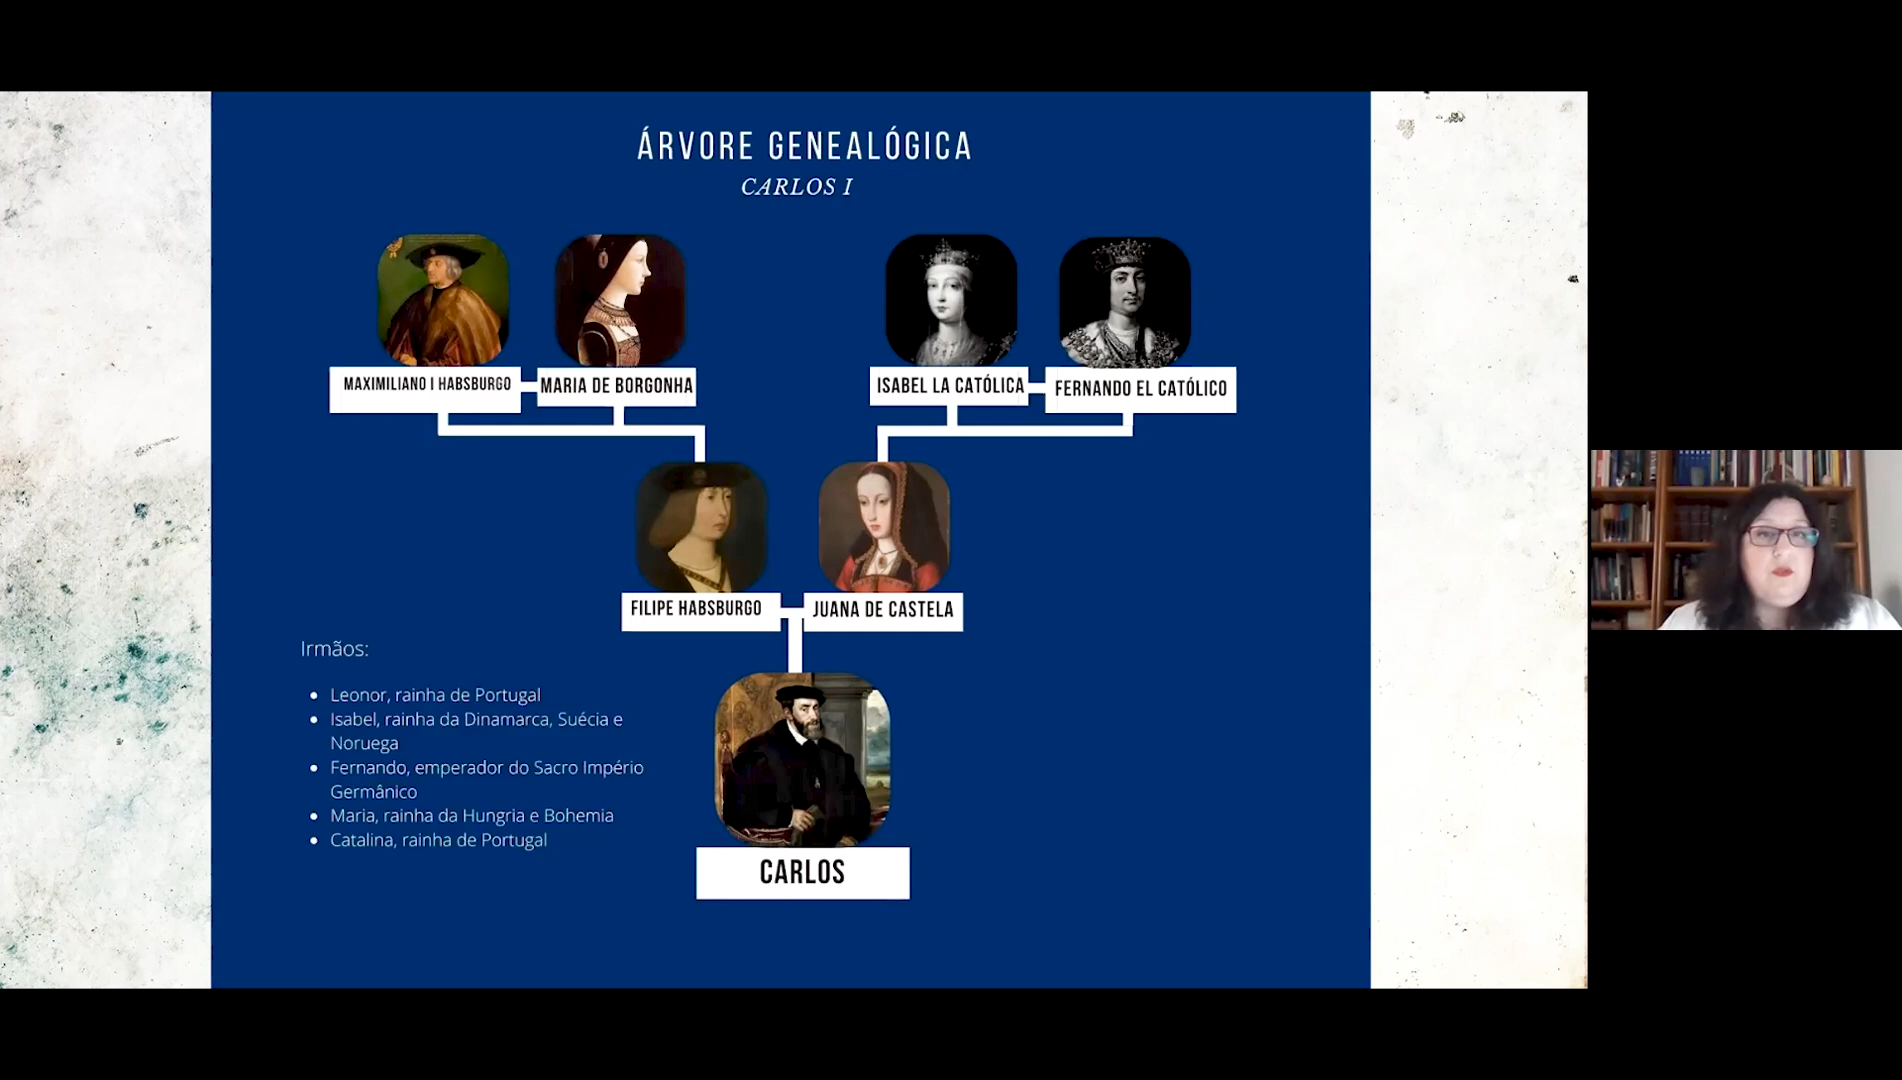 ÁRVORE GENEALÓGICA
CARLOS I
MAXIMILIANO I HABSBURGO
MARIA DE BORGONHA
ISABEL LA CATÓLICA
FERNANDO EL CATÓLICO
FILIPE HABSBURGO
JUANA DE CASTELA
Irmãos:
Leonor, rainha de Portugal
Isabel, rainha da Dinamarca, Suécia e
Noruega
Fernando, emperador do Sacro Império
Germânico
Maria, rainha da Hungria e Bohemia
Catalina, rainha de Portugal
CARLOS